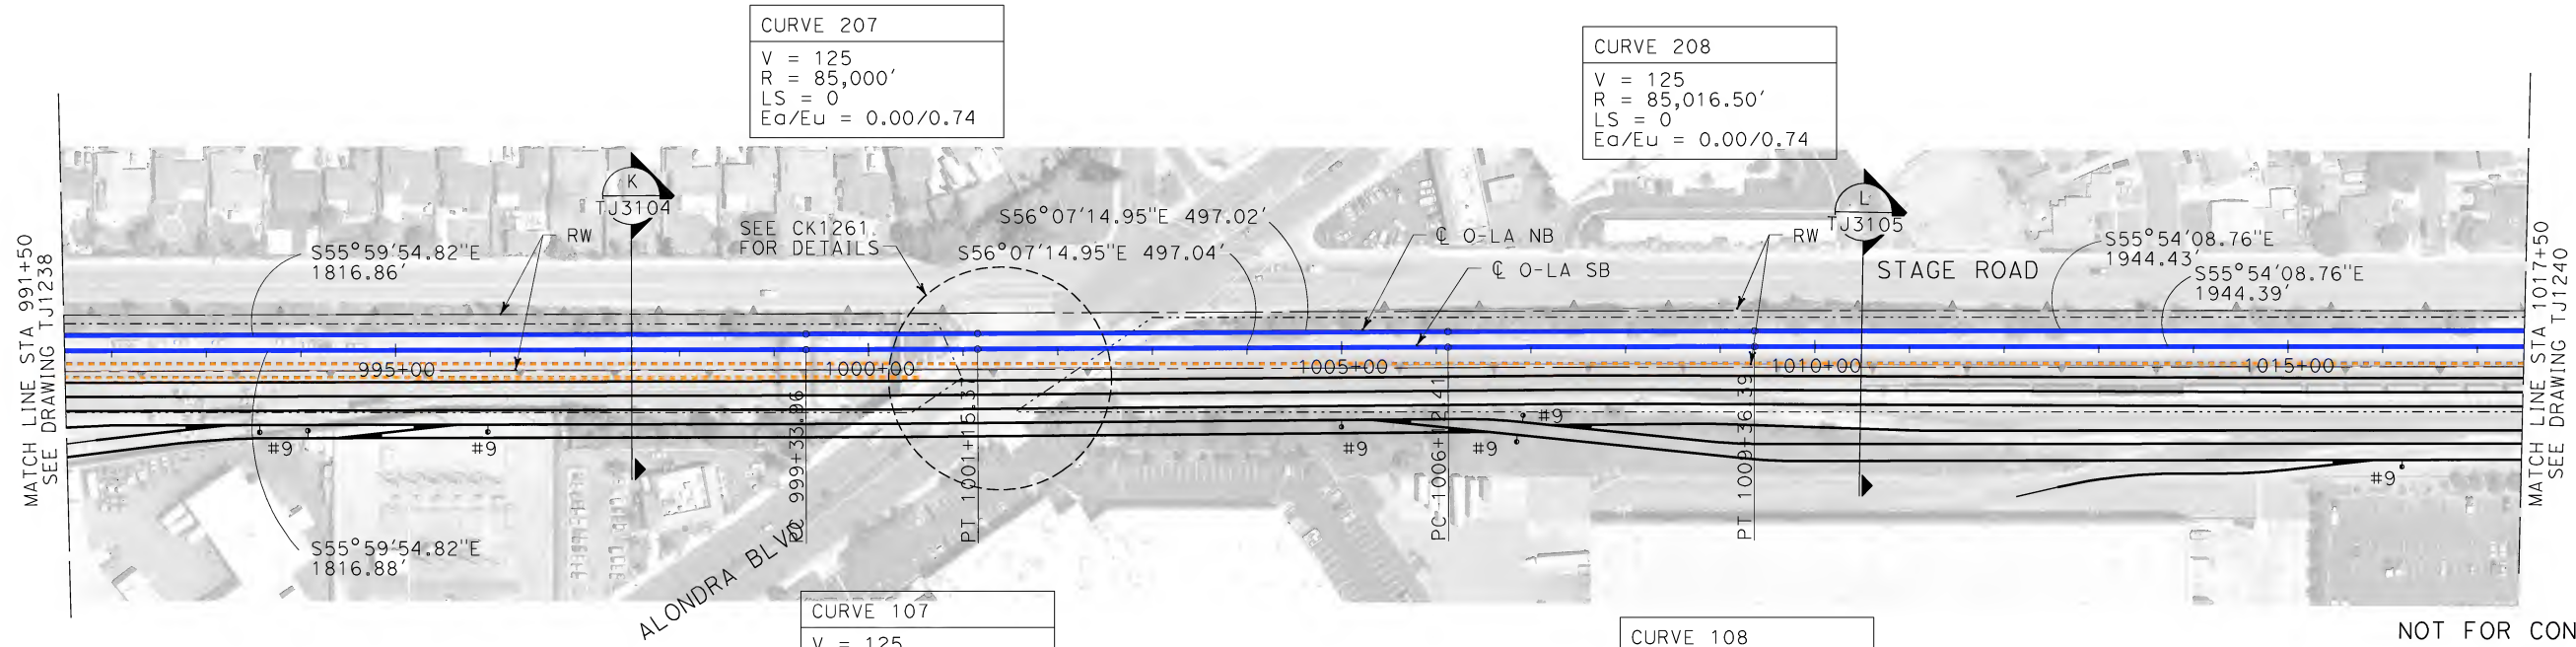 CURVE 207
V = 125
R = 85,000'
LS = 0
Ea/Eu = 0.00/0.74
CURVE 208
V = 125
R = 85,016.50'
LS = 0
Ea/Eu = 0.00/0.74
MATCH LINE STA 991+50
SEE DRAWING TJ1238
S55°59'54.82"E
1816.86'
RW
K
TJ3104
SEE CK1261.
FOR DETAILS
S56°07'14.95"E 497.02'
S56°07'14.95"E 497.04'
℄ O-LA NB
℄ O-LA SB
RW
L
TJ3105
STAGE ROAD
S55°54'08.76"E
1944.43'
S55°54'08.76"E
1944.39'
MATCH LINE STA 1017+50
SEE DRAWING TJ1240
995+00
1000+00
1005+00
1010+00
1015+00
#9
#9
#9
#9
#9
#9
PC 999+33.96
PT 1001+15.37
PC 1006+12.41
PT 1009+36.39
S55°59'54.82"E
1816.88'
ALONDRA BLVD
CURVE 107
V = 125
CURVE 108
NOT FOR CON